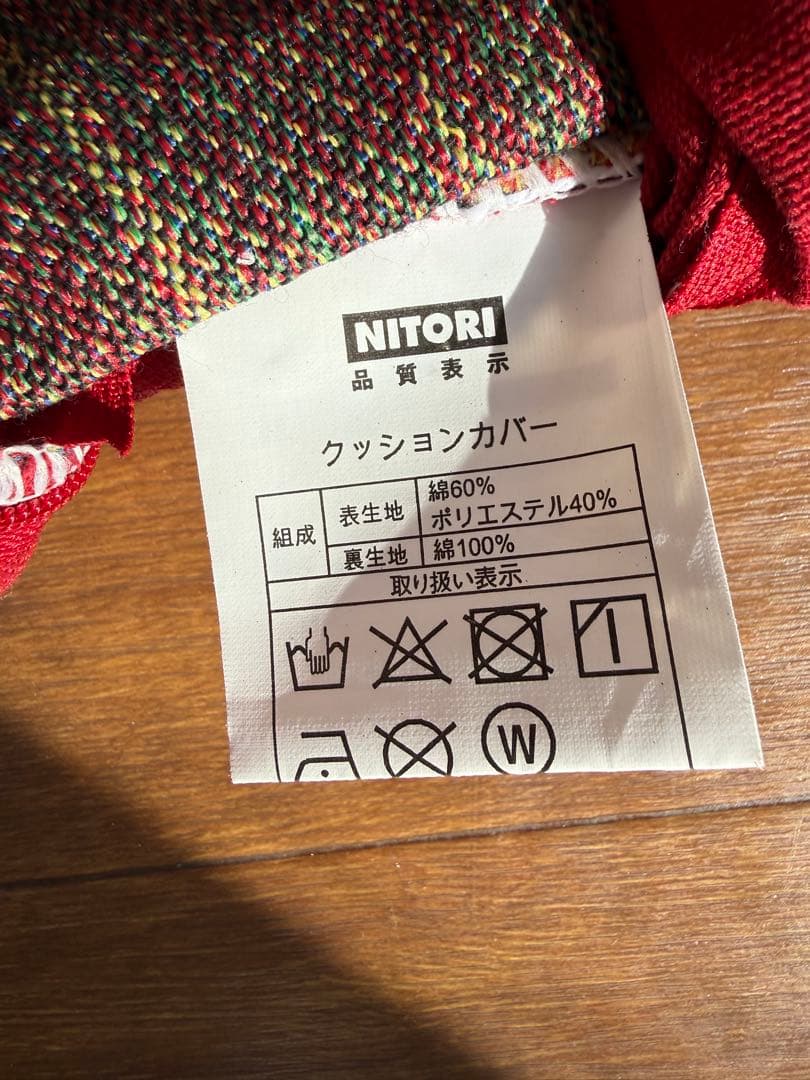 NITORI
品質表示
クッションカバー
組成 表生地 綿60%
ポリエステル40%
裏生地 綿100%
取り扱い表示
W